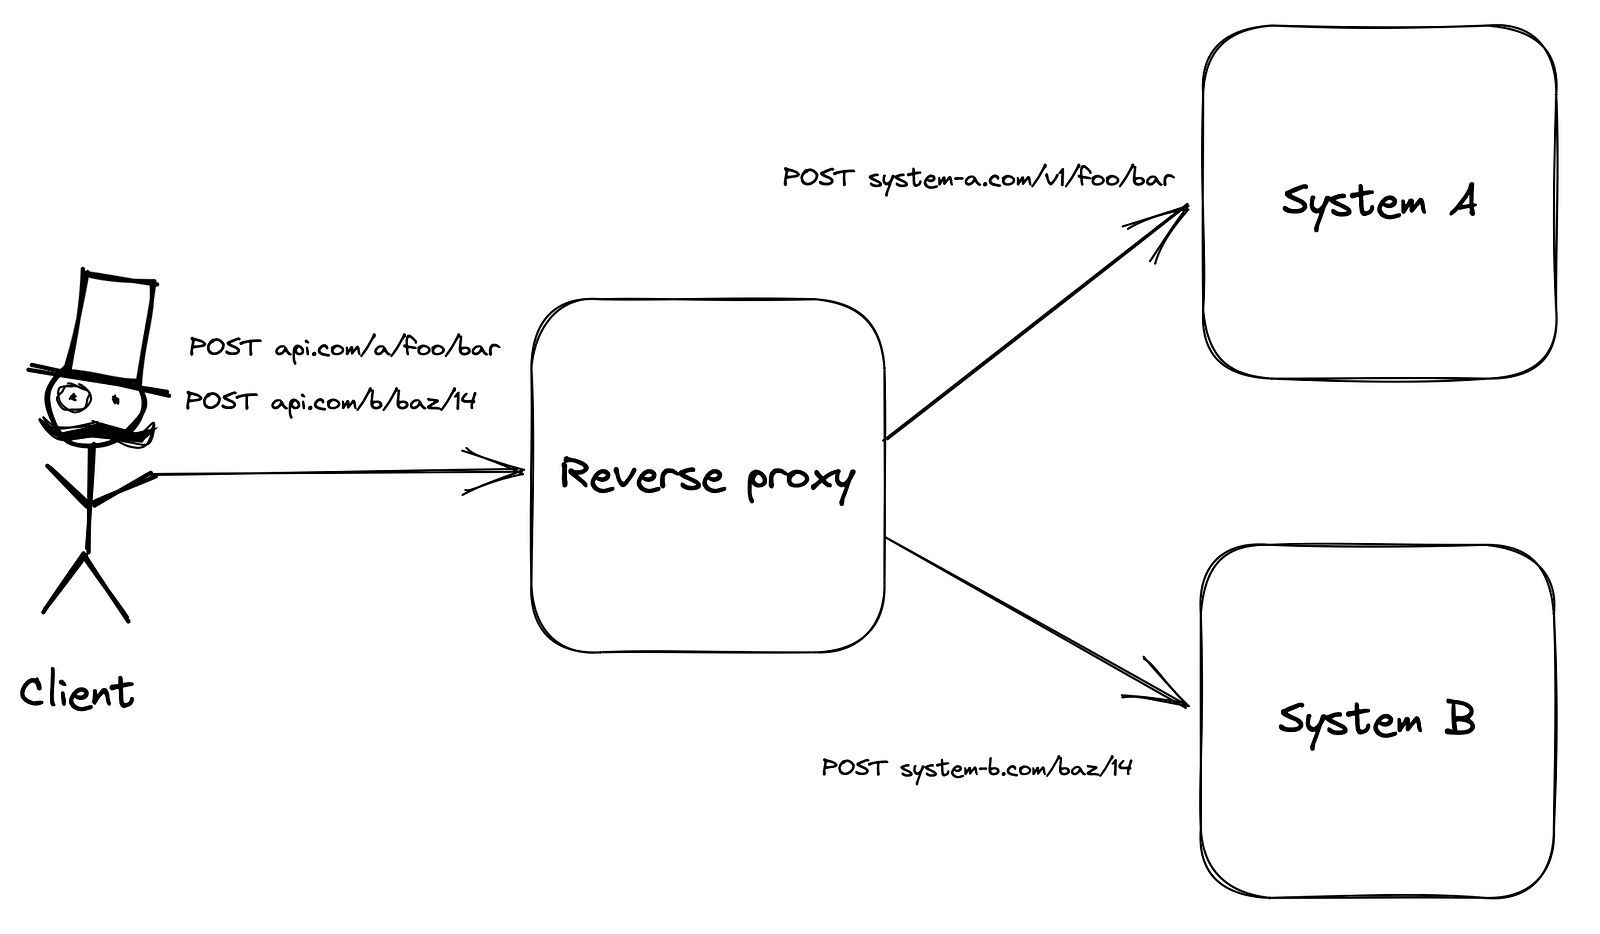 POST system-a.com/v1/foo/bar
System A
POST api.com/a/foo/bar
POST api.com/b/baz/14
Reverse proxy
Client
System B
POST system-b.com/baz/14